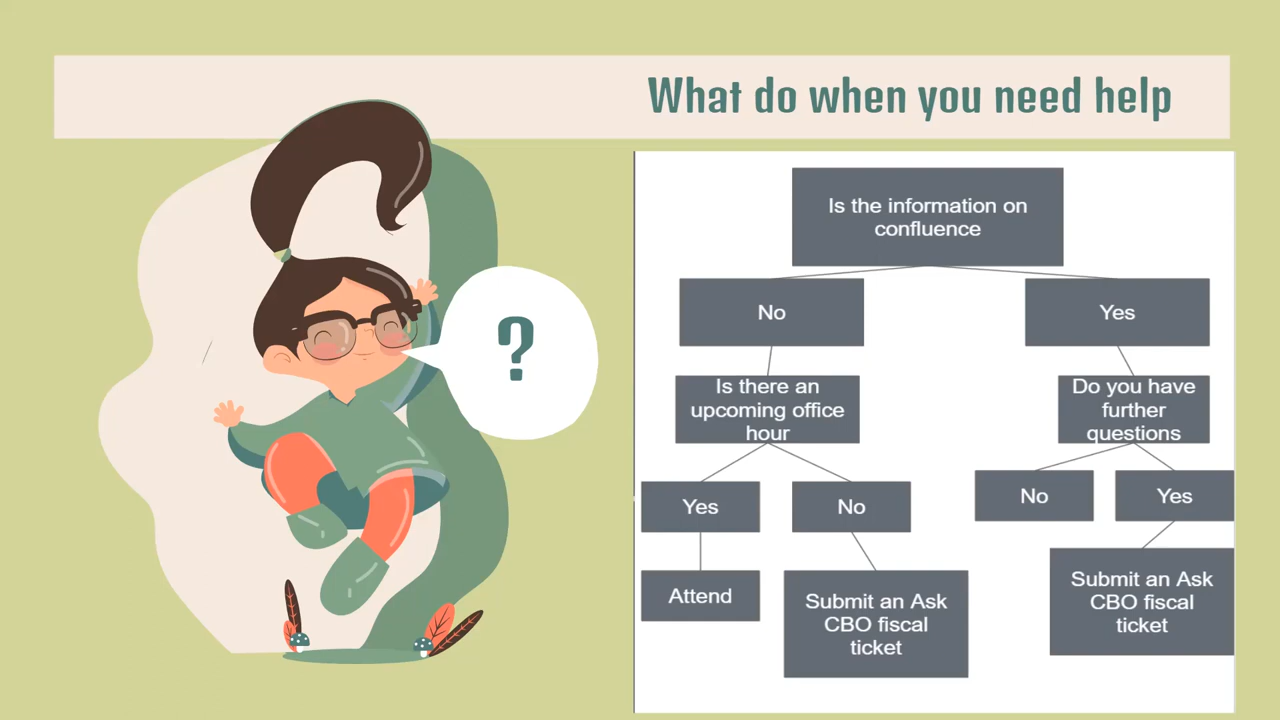 What do when you need help
?
Is the information on
confluence
No
Yes
Is there an
upcoming office
hour
Do you have
further
questions
Yes
No
No
Yes
Attend
Submit an Ask
CBO fiscal
ticket
Submit an Ask
CBO fiscal
ticket